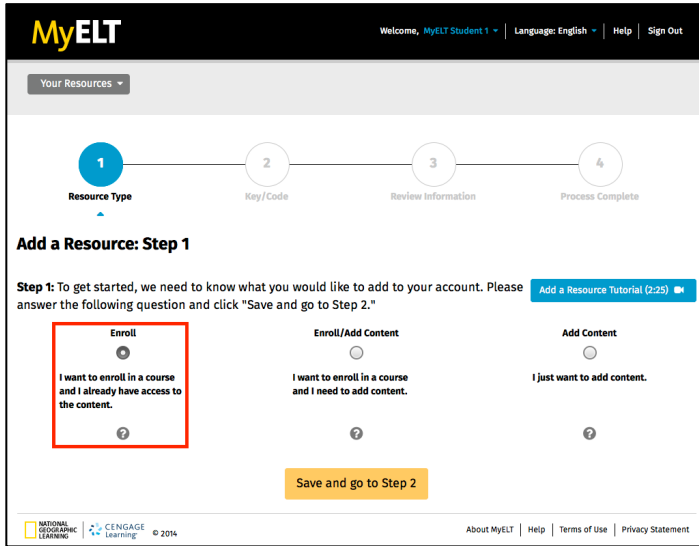 MyELT
Welcome, MyELT Student 1 | Language: English | Help | Sign Out
Your Resources
1 2 3 4
Resource Type Key/Code Review Information Process Complete
Add a Resource: Step 1
Step 1: To get started, we need to know what you would like to add to your account. Please
answer the following question and click "Save and go to Step 2."
Add a Resource Tutorial (2:25)
Enroll
I want to enroll in a course
and I already have access to
the content.
?
Enroll/Add Content
I want to enroll in a course
and I need to add content.
?
Add Content
I just want to add content.
?
Save and go to Step 2
NATIONAL
GEOGRAPHIC
LEARNING
CENGAGE
Learning
© 2014
About MyELT | Help | Terms of Use | Privacy Statement